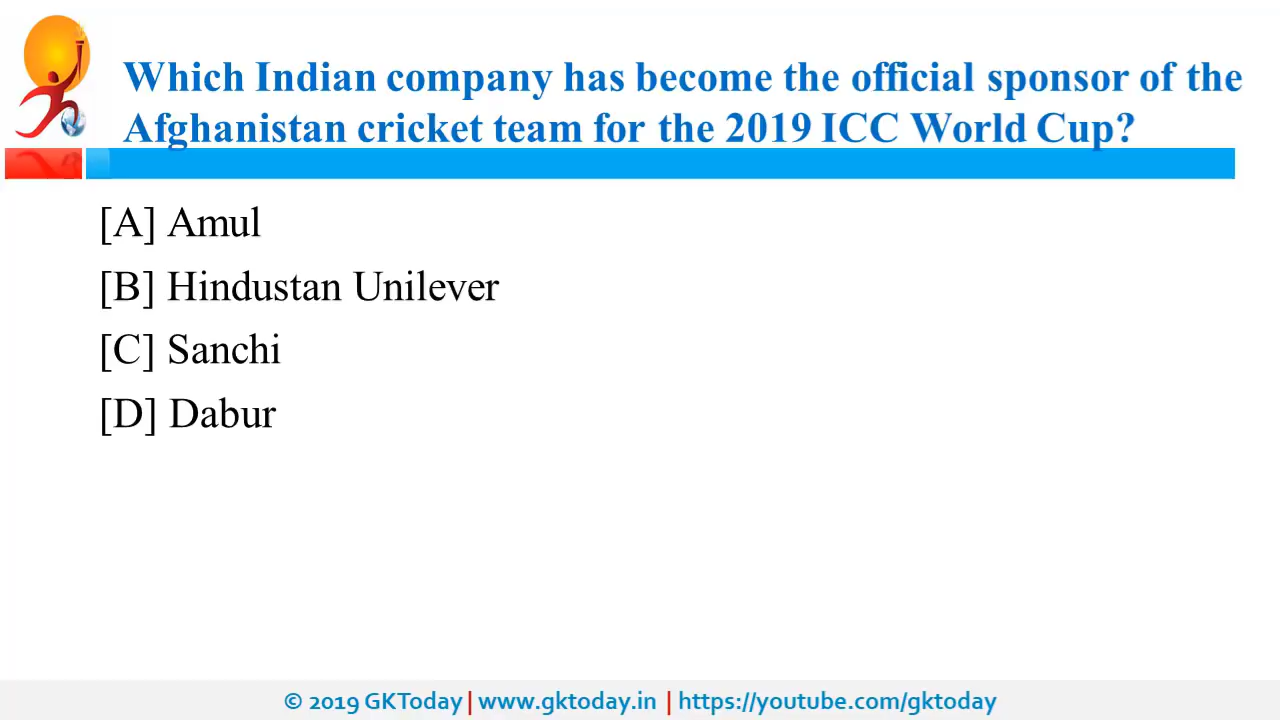 Which Indian company has become the official sponsor of the
Afghanistan cricket team for the 2019 ICC World Cup?
[A] Amul
[B] Hindustan Unilever
[C] Sanchi
[D] Dabur
© 2019 GKToday | www.gktoday.in | https://youtube.com/gktoday